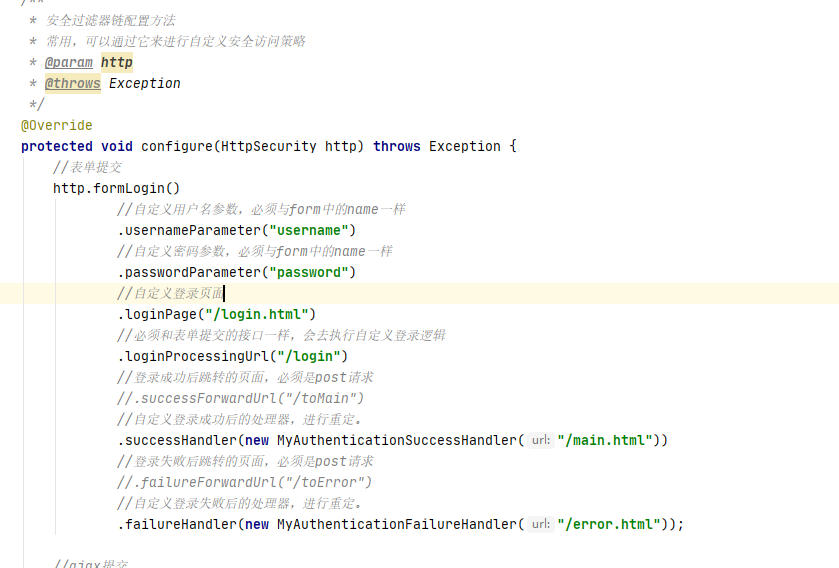 /**
* 安全过滤器链配置方法
* 常用，可以通过它来进行自定义安全访问策略
* @param http
* @throws Exception
*/
@Override
protected void configure(HttpSecurity http) throws Exception {
//表单提交
http.formLogin()
//自定义用户名参数，必须与form中的name一样
.usernameParameter("username")
//自定义密码参数，必须与form中的name一样
.passwordParameter("password")
//自定义登录页面
.loginPage("/login.html")
//必须和表单提交的接口一样，会去执行自定义登录逻辑
.loginProcessingUrl("/login")
//登录成功后跳转的页面，必须是post请求
//.successForwardUrl("/toMain")
//自定义登录成功后的处理器，进行重定。
.successHandler(new MyAuthenticationSuccessHandler( url: "/main.html"))
//登录失败后跳转的页面，必须是post请求
//.failureForwardUrl("/toError")
//自定义登录失败后的处理器，进行重定。
.failureHandler(new MyAuthenticationFailureHandler( url: "/error.html"));
//ajax提交